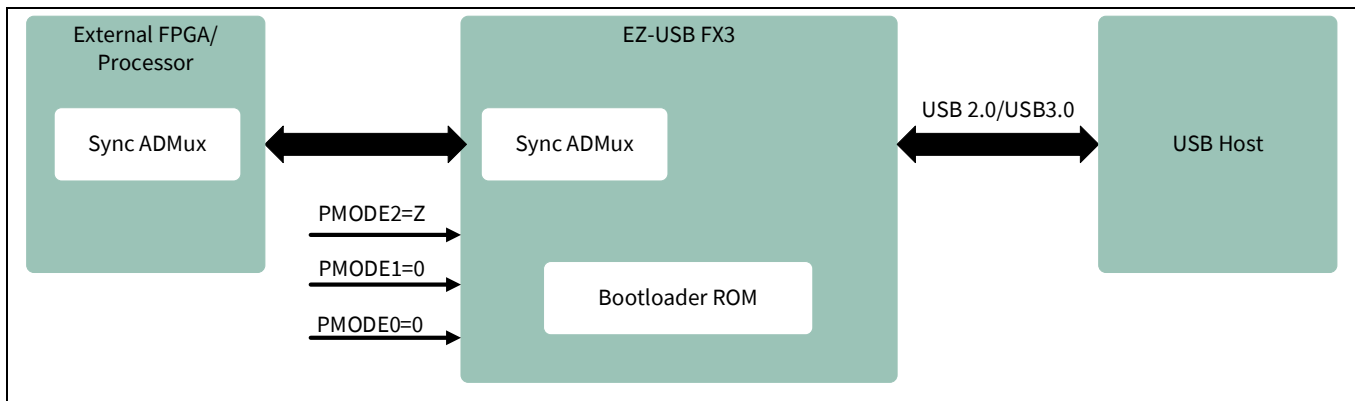 External FPGA/
Processor
Sync ADMux
EZ-USB FX3
Sync ADMux
PMODE2=Z
PMODE1=0
PMODE0=0
Bootloader ROM
USB 2.0/USB3.0
USB Host